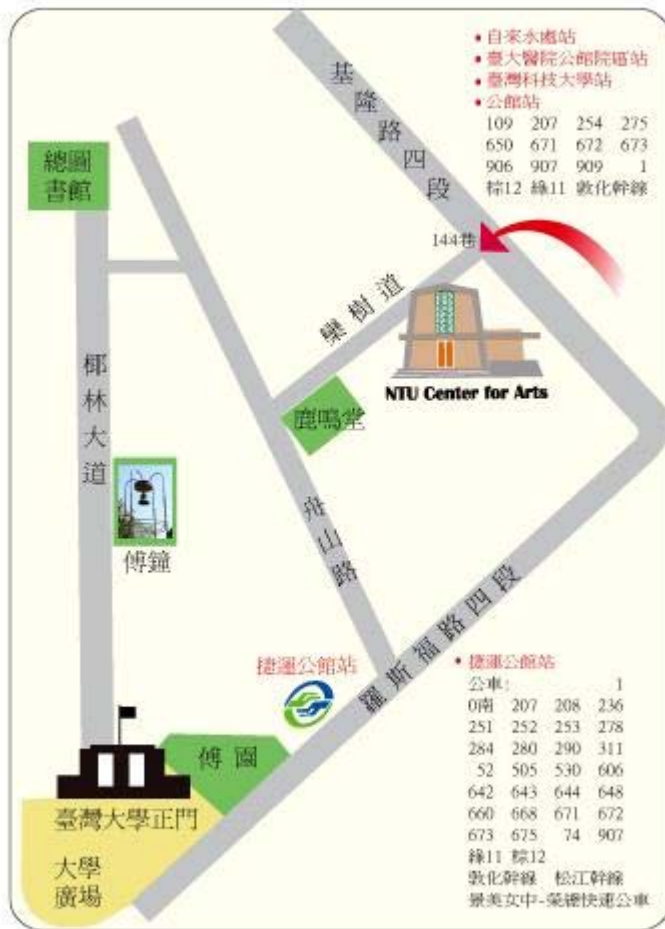 • 自來水處站
• 臺大醫院公館院區站
• 臺灣科技大學站
• 公館站
109 207 254 275
650 671 672 673
906 907 909 1
棕12 綠11 敦化幹線
基隆路四段
總圖
書館
144巷
欒樹道
NTU Center for Arts
椰林大道
鹿鳴堂
傅鐘
舟山路
羅斯福路四段
捷運公館站
傅園
臺灣大學正門
大學
廣場
• 捷運公館站
公車: 1
0南 207 208 236
251 252 253 278
284 280 290 311
52 505 530 606
642 643 644 648
660 668 671 672
673 675 74 907
綠11 棕12
敦化幹線 松江幹線
景美女中-榮總快速公車